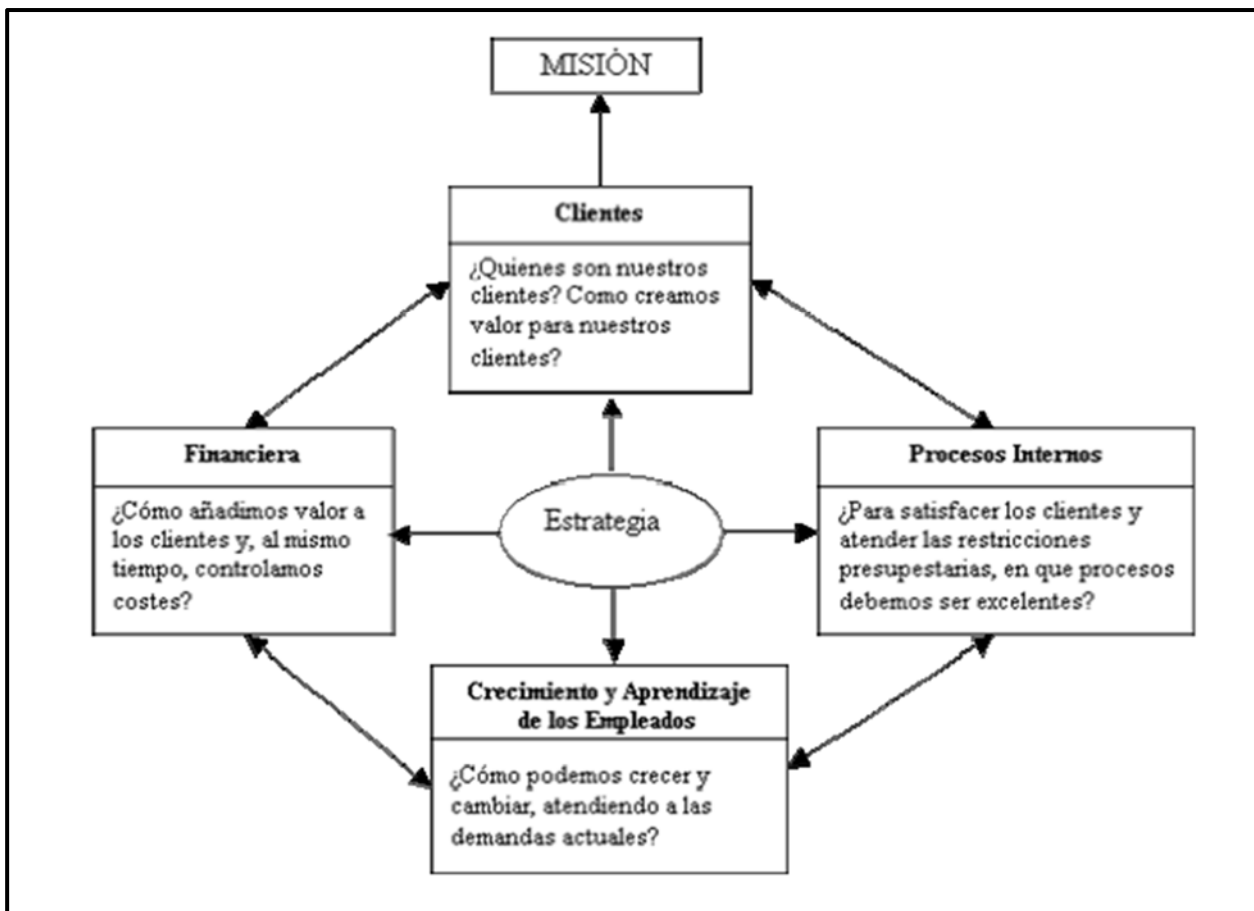 MISIÓN
Clientes
¿Quienes son nuestros
clientes? Como creamos
valor para nuestros
clientes?
Financiera
¿Cómo añadimos valor a
los clientes y, al mismo
tiempo, controlamos
costes?
Estrategia
Procesos Internos
¿Para satisfacer los clientes y
atender las restricciones
presupestarias, en que procesos
debemos ser excelentes?
Crecimiento y Aprendizaje
de los Empleados
¿Cómo podemos crecer y
cambiar, atendiendo a las
demandas actuales?